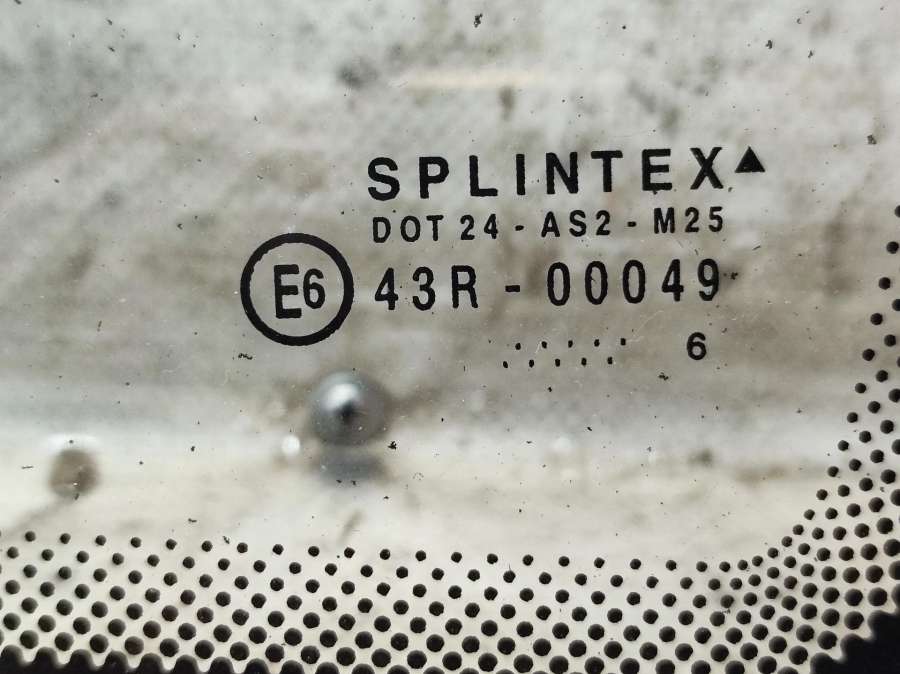 SPLINTEX
DOT 24 - AS2 - M25
E6 43R - 00049
6